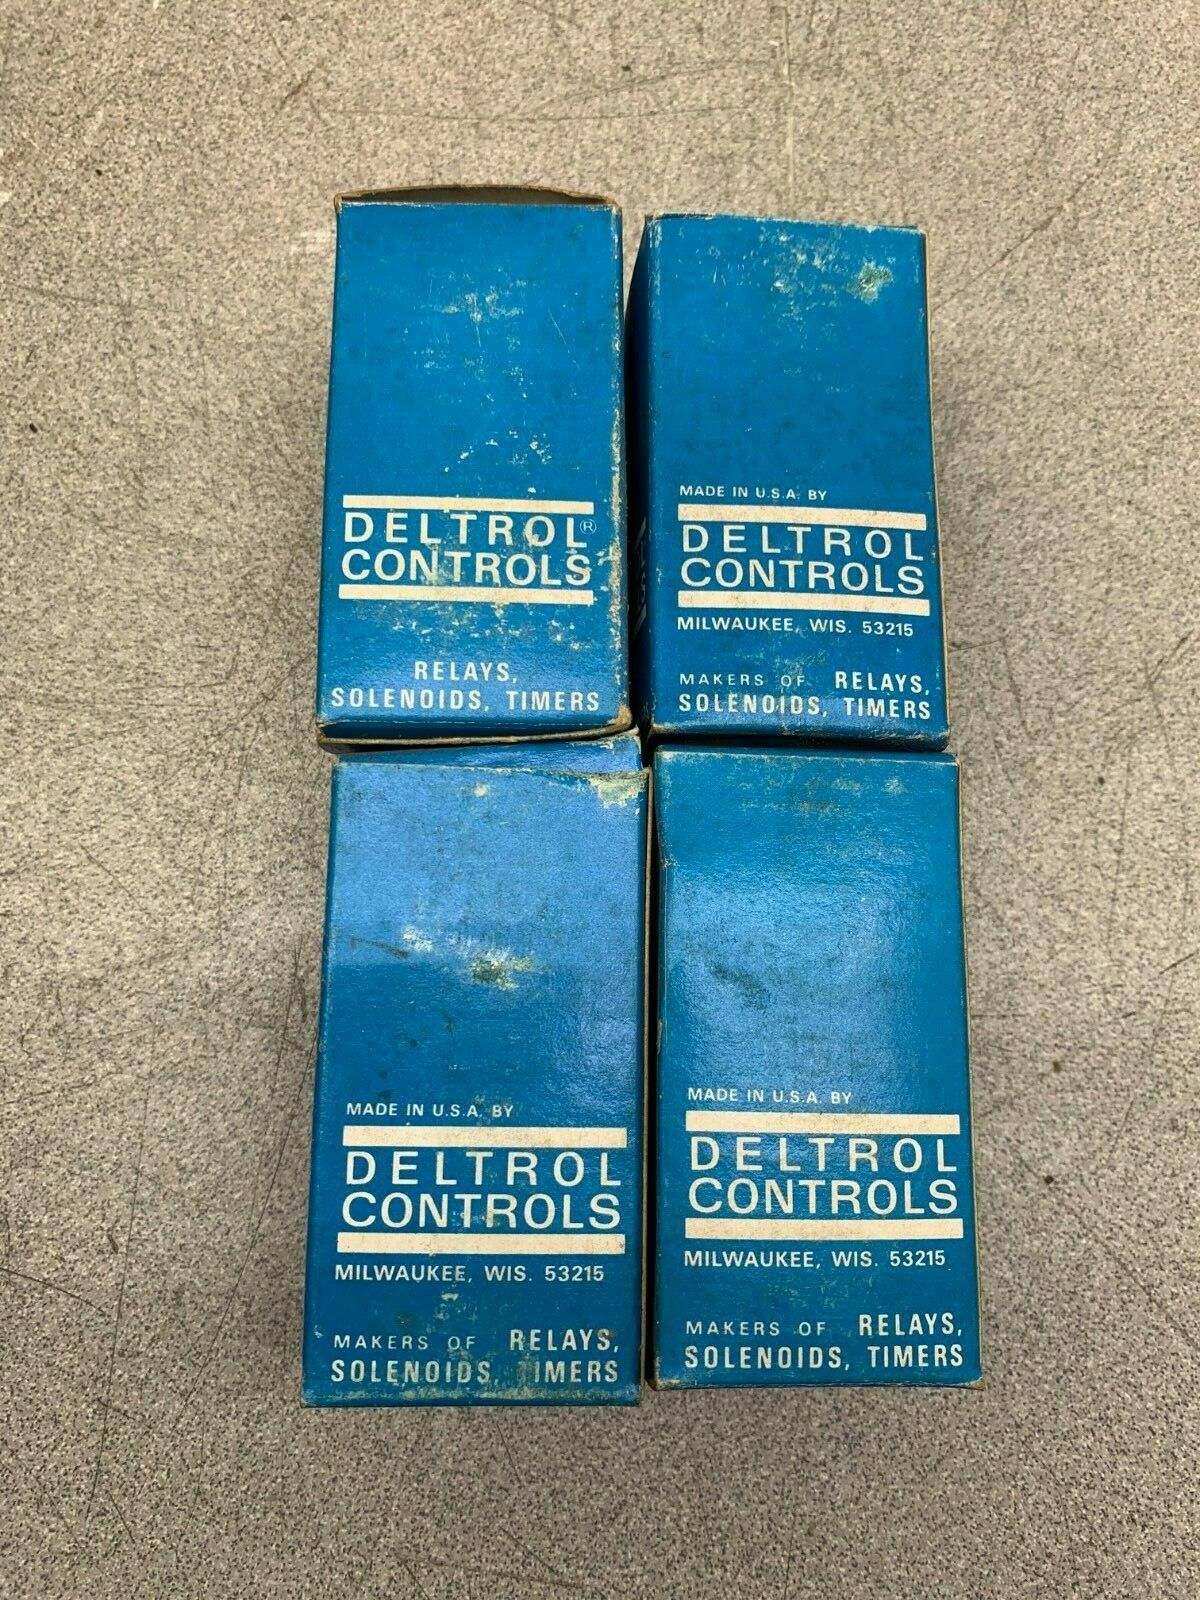 DELTROL®
CONTROLS
RELAYS,
SOLENOIDS, TIMERS
MADE IN U.S.A. BY
DELTROL
CONTROLS
MILWAUKEE, WIS. 53215
MAKERS OF RELAYS,
SOLENOIDS, TIMERS
MADE IN U.S.A. BY
DELTROL
CONTROLS
MILWAUKEE, WIS. 53215
MAKERS OF RELAYS,
SOLENOIDS, TIMERS
MADE IN U.S.A. BY
DELTROL
CONTROLS
MILWAUKEE, WIS. 53215
MAKERS OF RELAYS,
SOLENOIDS, TIMERS